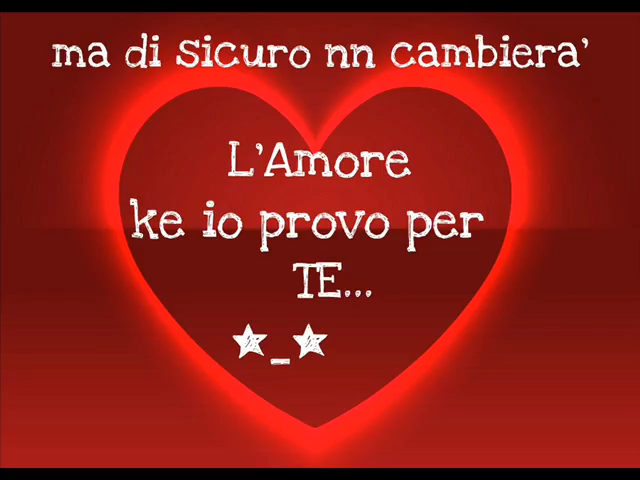 ma di sicuro nn cambiera'
L'Amore
ke io provo per
TE...
★_★